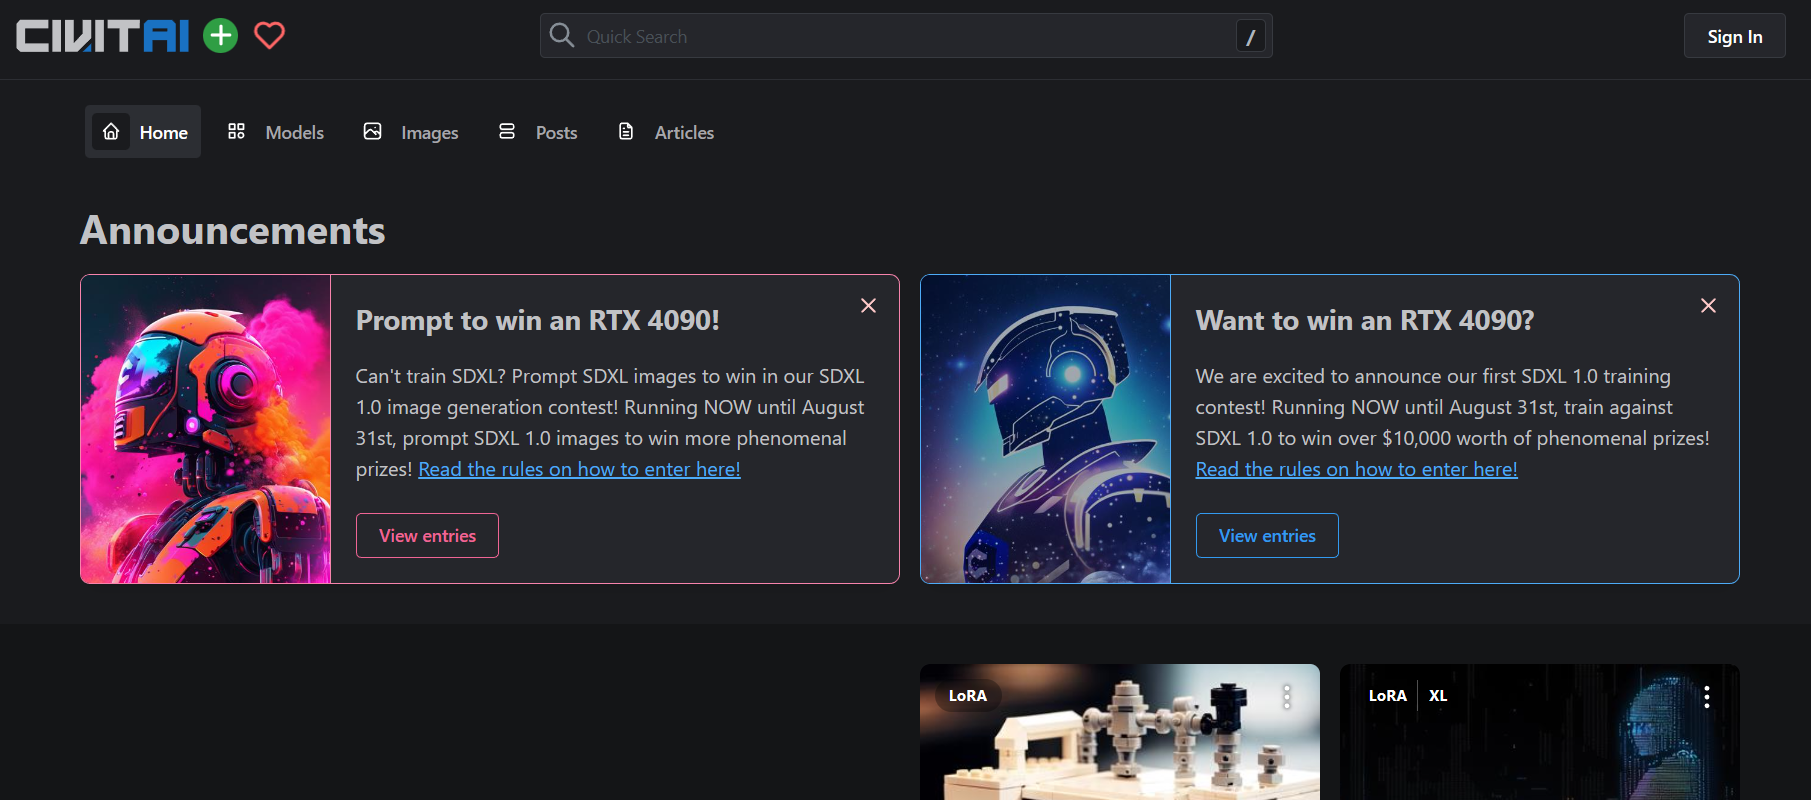 CIVITAI
Quick Search
/
Sign In
Home
Models
Images
Posts
Articles
Announcements
Prompt to win an RTX 4090!
Can't train SDXL? Prompt SDXL images to win in our SDXL
1.0 image generation contest! Running NOW until August
31st, prompt SDXL 1.0 images to win more phenomenal
prizes! Read the rules on how to enter here!
View entries
Want to win an RTX 4090?
We are excited to announce our first SDXL 1.0 training
contest! Running NOW until August 31st, train against
SDXL 1.0 to win over $10,000 worth of phenomenal prizes!
Read the rules on how to enter here!
View entries
LoRA
LoRA XL